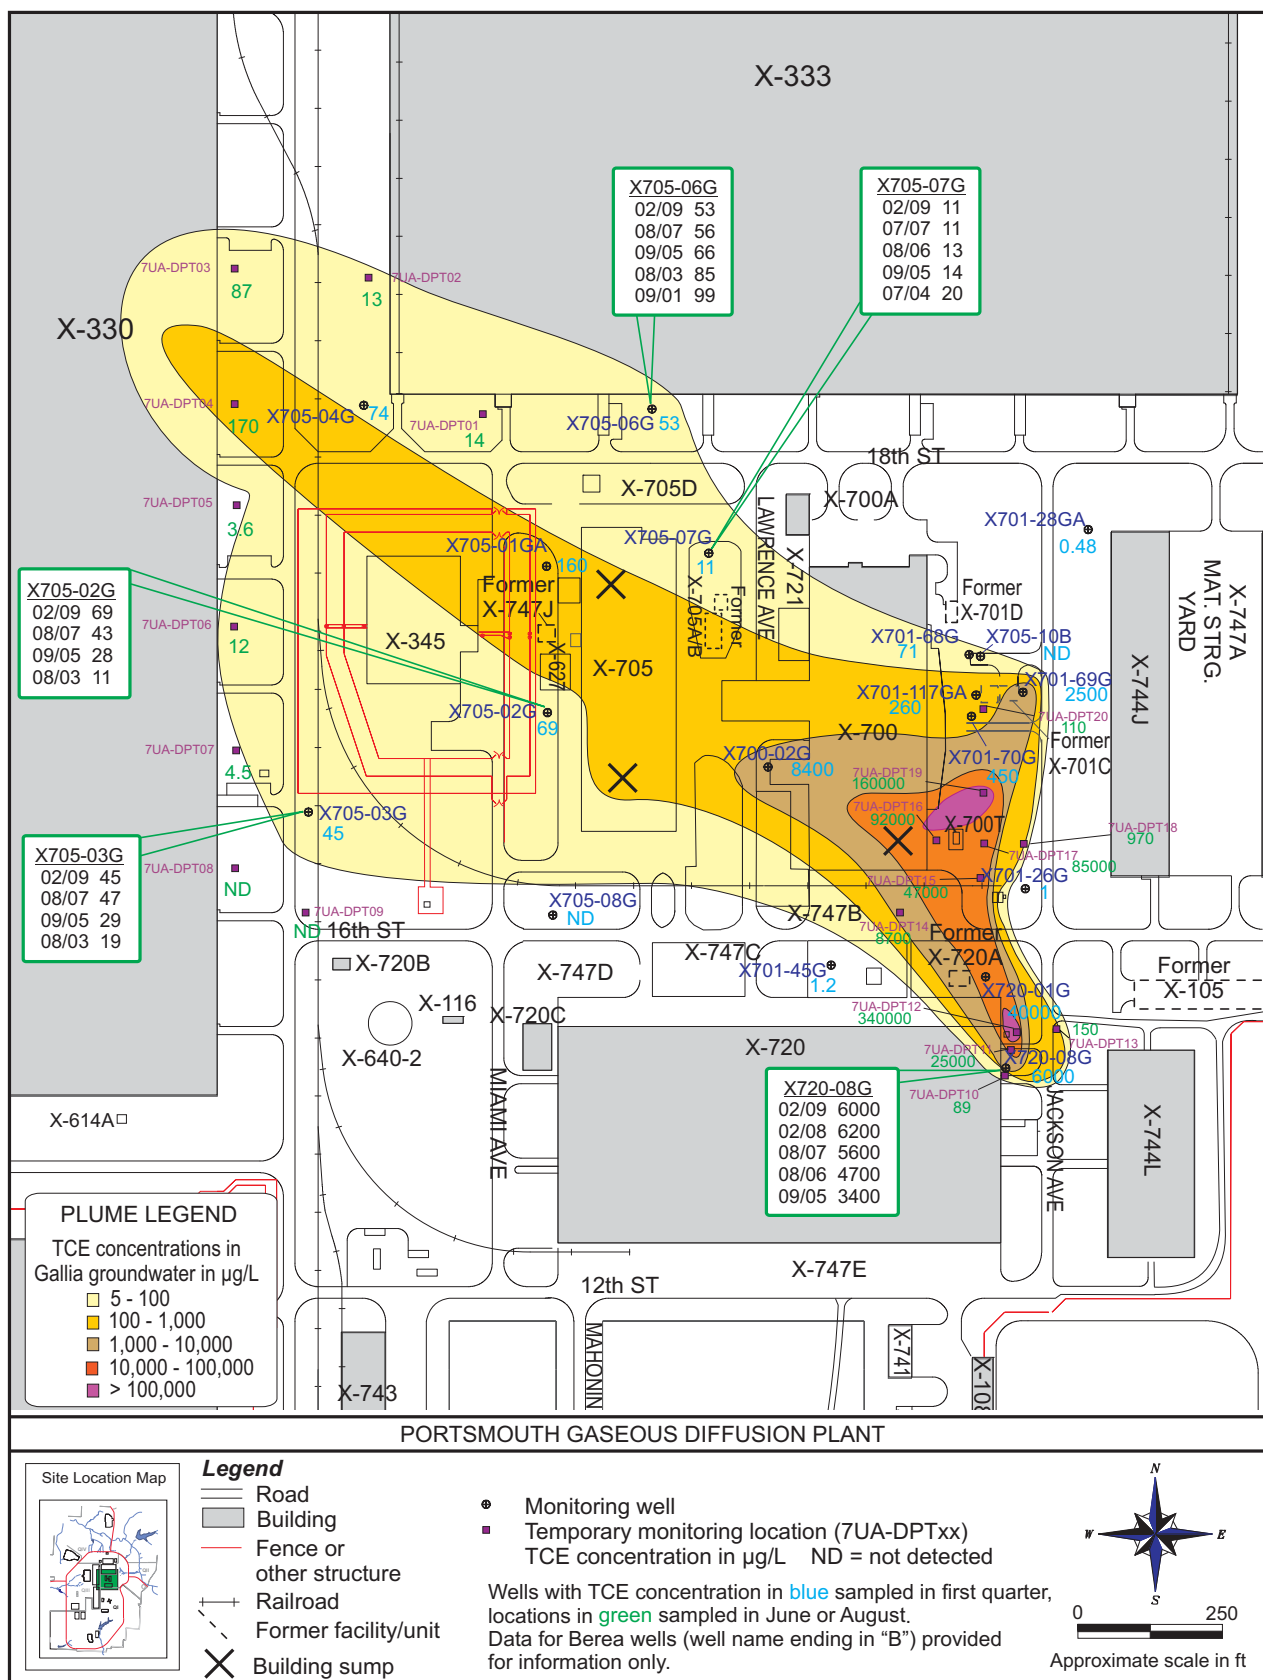 X-333
X705-06G
02/09 53
08/07 56
09/05 66
08/03 85
09/01 99
X705-07G
02/09 11
07/07 11
08/06 13
09/05 14
07/04 20
7UA-DPT03
87
7UA-DPT02
13
X-330
7UA-DPT04
170
X705-04G
74
7UA-DPT01
14
X705-06G 53
18th ST
X-705D
X-700A
LAWRENCE AVE
7UA-DPT05
3.6
X705-01GA
160
X705-07G
11
X-721
X701-28GA
0.48
X-747A
MAT. STRG.
YARD
X705-02G
02/09 69
08/07 43
09/05 28
08/03 11
Former
X-747J
Former
X-705A/B
Former
X-701D
7UA-DPT06
12
X-345
X-627
X-705
X701-68G
71
X705-10B
ND
X-744J
X701-69G
2500
X701-117GA
260
7UA-DPT20
110
X705-02G
69
X-700
X701-70G
450
Former
X-701C
7UA-DPT07
4.5
X700-02G
8400
7UA-DPT19
160000
7UA-DPT16
92000
X-700T
7UA-DPT18
970
X705-03G
45
7UA-DPT17
85000
X705-03G
02/09 45
08/07 47
09/05 29
08/03 19
7UA-DPT08
ND
7UA-DPT15
47000
X701-26G
1
7UA-DPT09
ND
16th ST
X705-08G
ND
X-747B
7UA-DPT14
8700
Former
X-720A
X-720B
X-747D
X-747C
X701-45G
1.2
Former
X-105
X-116
X-720C
X720-01G
40000
7UA-DPT12
340000
150
7UA-DPT13
X-640-2
X-720
7UA-DPT11
25000
X720-08G
6000
7UA-DPT10
89
X720-08G
02/09 6000
02/08 6200
08/07 5600
08/06 4700
09/05 3400
MIAMI AVE
JACKSON AVE
X-744L
X-614A
PLUME LEGEND
TCE concentrations in
Gallia groundwater in µg/L
5 - 100
100 - 1,000
1,000 - 10,000
10,000 - 100,000
> 100,000
X-747E
12th ST
MAHONIN
X-741
X-108
X-743
PORTSMOUTH GASEOUS DIFFUSION PLANT
Site Location Map
Legend
Road
Building
Fence or
other structure
Railroad
Former facility/unit
Building sump
Monitoring well
Temporary monitoring location (7UA-DPTxx)
TCE concentration in µg/L ND = not detected
Wells with TCE concentration in blue sampled in first quarter,
locations in green sampled in June or August.
Data for Berea wells (well name ending in “B”) provided
for information only.
N
W E
S
0 250
Approximate scale in ft